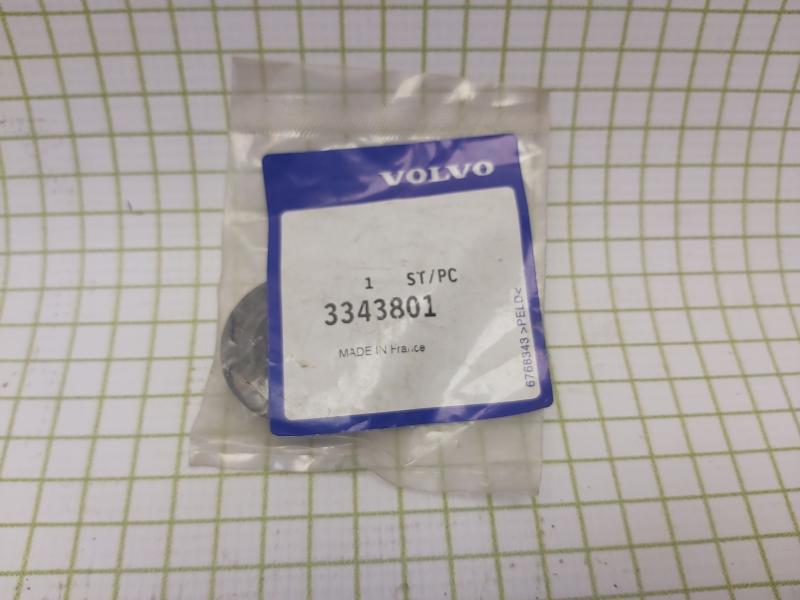 VOLVO
1 ST/PC
3343801
MADE IN France
6768343 >PELD<